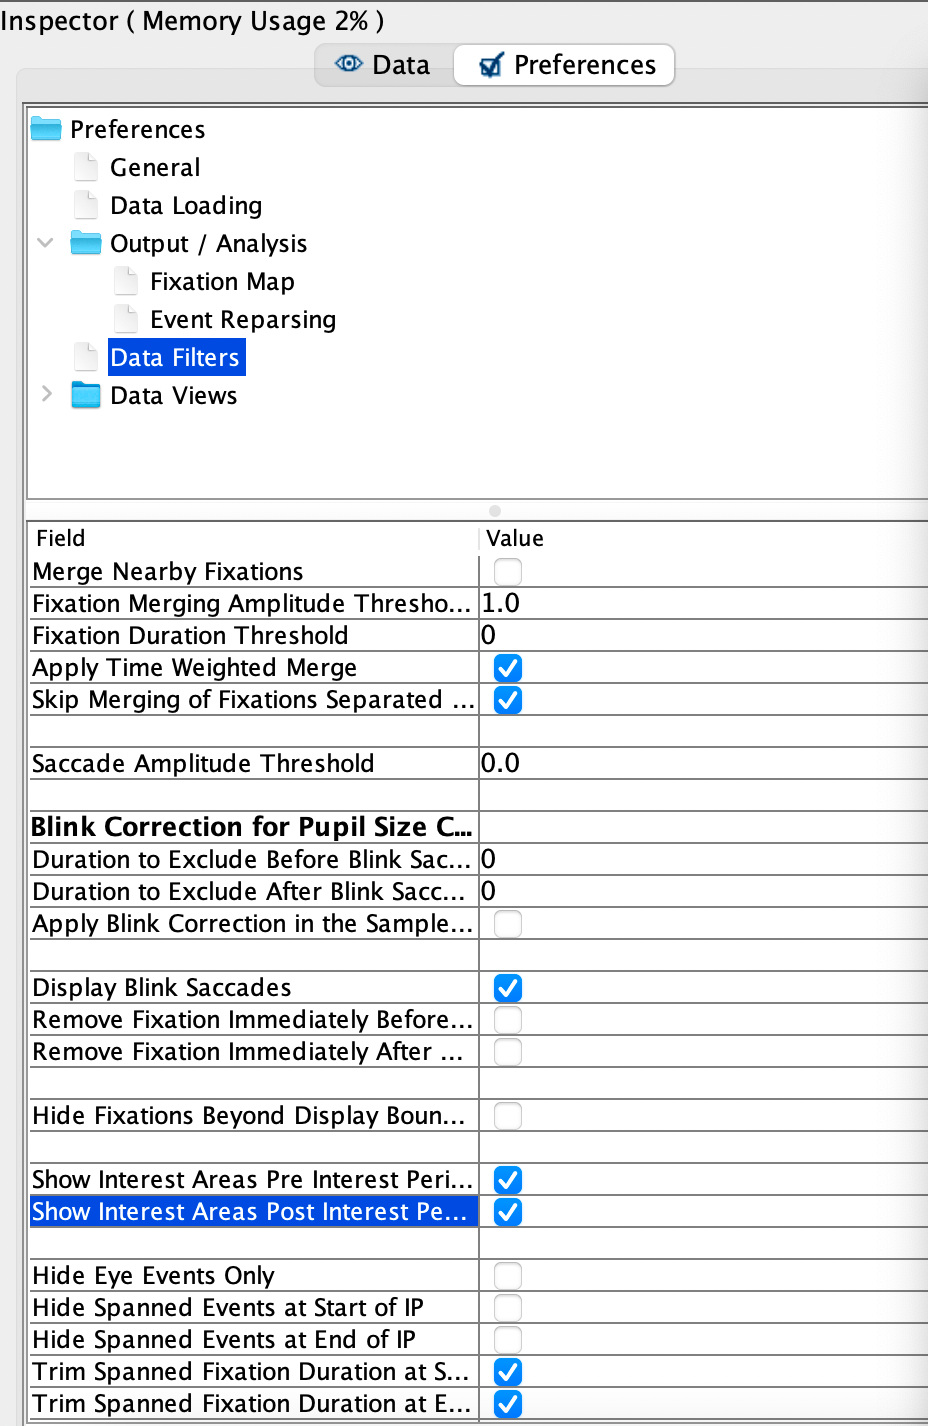 Inspector ( Memory Usage 2% )
Data Preferences
Preferences
General
Data Loading
Output / Analysis
Fixation Map
Event Reparsing
Data Filters
Data Views
Field Value
Merge Nearby Fixations
Fixation Merging Amplitude Thresho... 1.0
Fixation Duration Threshold 0
Apply Time Weighted Merge
Skip Merging of Fixations Separated ...
Saccade Amplitude Threshold 0.0
Blink Correction for Pupil Size C...
Duration to Exclude Before Blink Sac... 0
Duration to Exclude After Blink Sacc... 0
Apply Blink Correction in the Sample...
Display Blink Saccades
Remove Fixation Immediately Before...
Remove Fixation Immediately After ...
Hide Fixations Beyond Display Boun...
Show Interest Areas Pre Interest Peri...
Show Interest Areas Post Interest Pe...
Hide Eye Events Only
Hide Spanned Events at Start of IP
Hide Spanned Events at End of IP
Trim Spanned Fixation Duration at S...
Trim Spanned Fixation Duration at E...